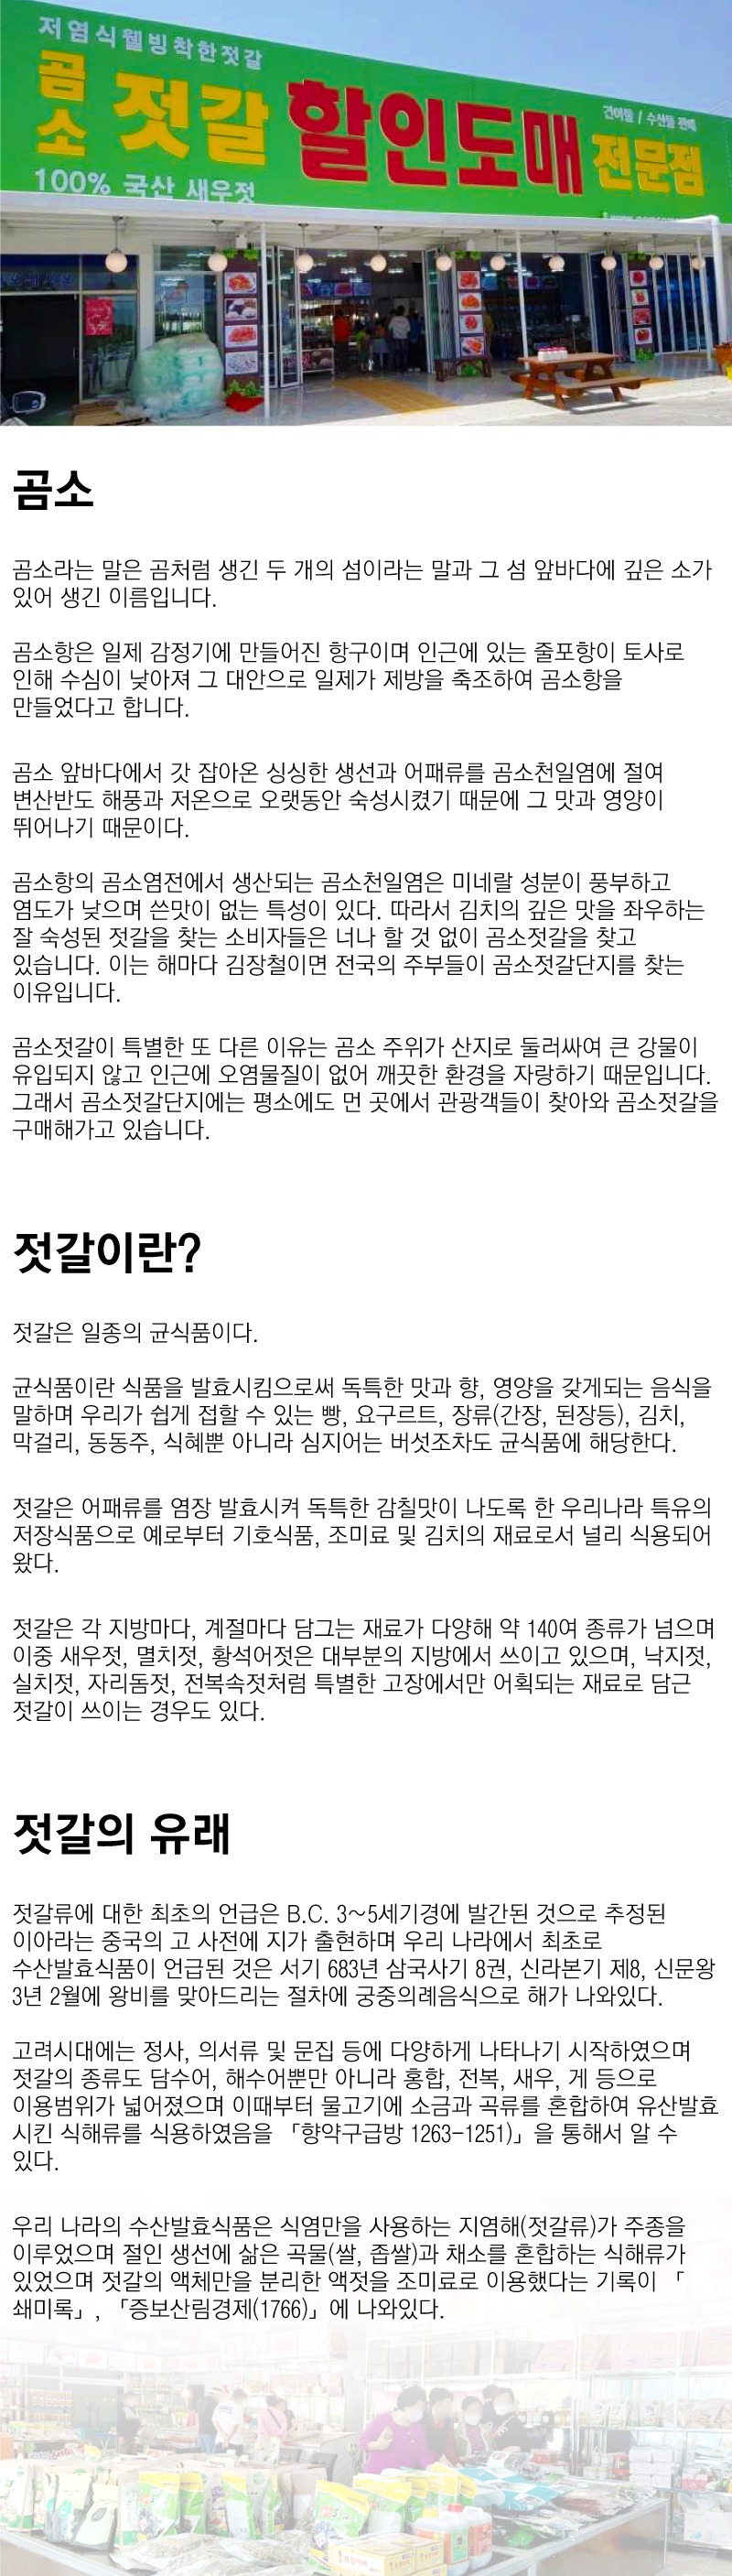 저염식웰빙착한젓갈
곰소 젓갈 할인도매 전문점
건어물 / 수산물 판매
100% 국산 새우젓
곰소
곰소라는 말은 곰처럼 생긴 두 개의 섬이라는 말과 그 섬 앞바다에 깊은 소가
있어 생긴 이름입니다.
곰소항은 일제 감정기에 만들어진 항구이며 인근에 있는 줄포항이 토사로
인해 수심이 낮아져 그 대안으로 일제가 제방을 축조하여 곰소항을
만들었다고 합니다.
곰소 앞바다에서 갓 잡아온 싱싱한 생선과 어패류를 곰소천일염에 절여
변산반도 해풍과 저온으로 오랫동안 숙성시켰기 때문에 그 맛과 영양이
뛰어나기 때문이다.
곰소항의 곰소염전에서 생산되는 곰소천일염은 미네랄 성분이 풍부하고
염도가 낮으며 쓴맛이 없는 특성이 있다. 따라서 김치의 깊은 맛을 좌우하는
잘 숙성된 젓갈을 찾는 소비자들은 너나 할 것 없이 곰소젓갈을 찾고
있습니다. 이는 해마다 김장철이면 전국의 주부들이 곰소젓갈단지를 찾는
이유입니다.
곰소젓갈이 특별한 또 다른 이유는 곰소 주위가 산지로 둘러싸여 큰 강물이
유입되지 않고 인근에 오염물질이 없어 깨끗한 환경을 자랑하기 때문입니다.
그래서 곰소젓갈단지에는 평소에도 먼 곳에서 관광객들이 찾아와 곰소젓갈을
구매해가고 있습니다.
젓갈이란?
젓갈은 일종의 균식품이다.
균식품이란 식품을 발효시킴으로써 독특한 맛과 향, 영양을 갖게되는 음식을
말하며 우리가 쉽게 접할 수 있는 빵, 요구르트, 장류(간장, 된장등), 김치,
막걸리, 동동주, 식혜뿐 아니라 심지어는 버섯조차도 균식품에 해당한다.
젓갈은 어패류를 염장 발효시켜 독특한 감칠맛이 나도록 한 우리나라 특유의
저장식품으로 예로부터 기호식품, 조미료 및 김치의 재료로서 널리 식용되어
왔다.
젓갈은 각 지방마다, 계절마다 담그는 재료가 다양해 약 140여 종류가 넘으며
이중 새우젓, 멸치젓, 황석어젓은 대부분의 지방에서 쓰이고 있으며, 낙지젓,
실치젓, 자리돔젓, 전복속젓처럼 특별한 고장에서만 어획되는 재료로 담근
젓갈이 쓰이는 경우도 있다.
젓갈의 유래
젓갈류에 대한 최초의 언급은 B.C. 3~5세기경에 발간된 것으로 추정된
이아라는 중국의 고 사전에 지가 출현하며 우리 나라에서 최초로
수산발효식품이 언급된 것은 서기 683년 삼국사기 8권, 신라본기 제8, 신문왕
3년 2월에 왕비를 맞아드리는 절차에 궁중의례음식으로 해가 나와있다.
고려시대에는 정사, 의서류 및 문집 등에 다양하게 나타나기 시작하였으며
젓갈의 종류도 담수어, 해수어뿐만 아니라 홍합, 전복, 새우, 게 등으로
이용범위가 넓어졌으며 이때부터 물고기에 소금과 곡류를 혼합하여 유산발효
시킨 식해류를 식용하였음을 「향약구급방 1263-1251)」을 통해서 알 수
있다.
우리 나라의 수산발효식품은 식염만을 사용하는 지염해(젓갈류)가 주종을
이루었으며 절인 생선에 삶은 곡물(쌀, 좁쌀)과 채소를 혼합하는 식해류가
있었으며 젓갈의 액체만을 분리한 액젓을 조미료로 이용했다는 기록이 「
쇄미록」, 「증보산림경제(1766)」에 나와있다.